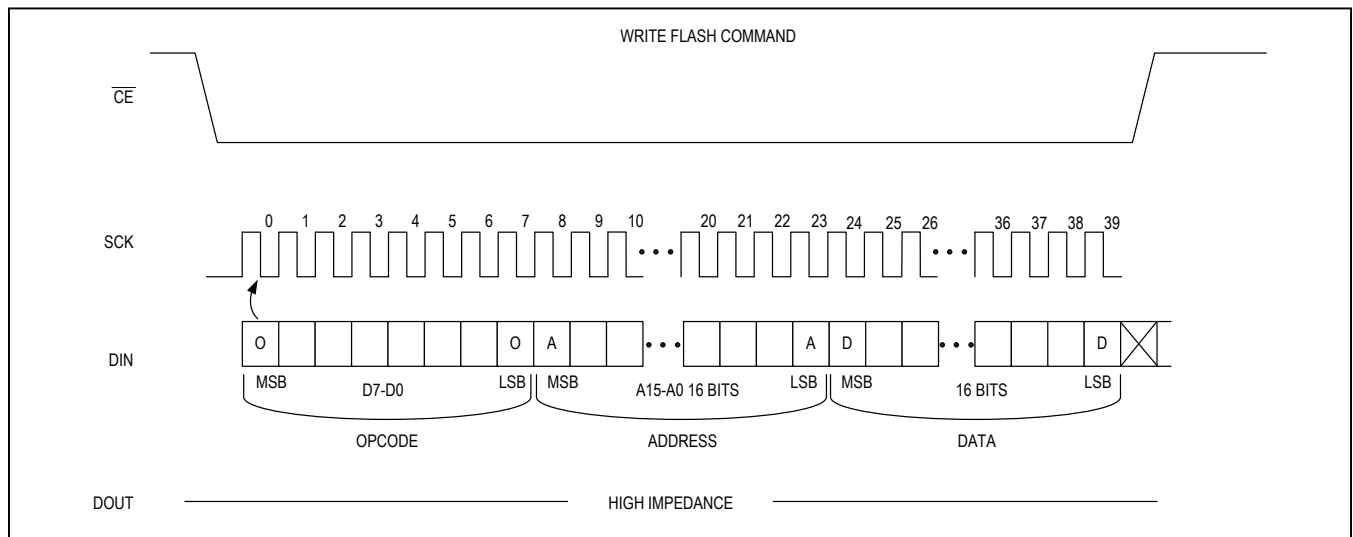 WRITE FLASH COMMAND
CE
SCK
0 1 2 3 4 5 6 7 8 9 10 20 21 22 23 24 25 26 36 37 38 39
DIN
O O A A D D
MSB D7-D0 LSB MSB A15-A0 16 BITS LSB MSB 16 BITS LSB
OPCODE ADDRESS DATA
DOUT HIGH IMPEDANCE